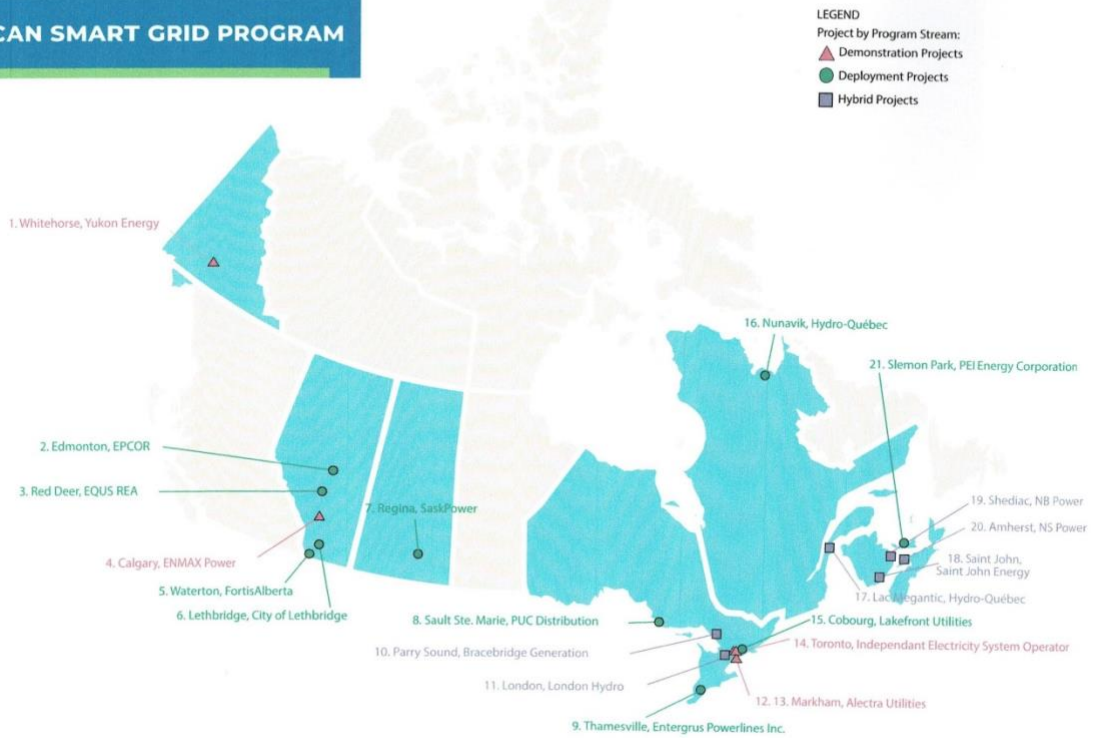 CAN SMART GRID PROGRAM
LEGEND
Project by Program Stream:
Demonstration Projects
Deployment Projects
Hybrid Projects
1. Whitehorse, Yukon Energy
16. Nunavik, Hydro-Québec
21. Slemon Park, PEI Energy Corporation
2. Edmonton, EPCOR
3. Red Deer, EQUS REA
7. Regina, SaskPower
19. Shediac, NB Power
20. Amherst, NS Power
4. Calgary, ENMAX Power
18. Saint John,
Saint John Energy
5. Waterton, FortisAlberta
17. Lac Megantic, Hydro-Québec
6. Lethbridge, City of Lethbridge
8. Sault Ste. Marie, PUC Distribution
15. Cobourg, Lakefront Utilities
14. Toronto, Independant Electricity System Operator
10. Parry Sound, Bracebridge Generation
11. London, London Hydro
12. 13. Markham, Alectra Utilities
9. Thamesville, Entergrus Powerlines Inc.